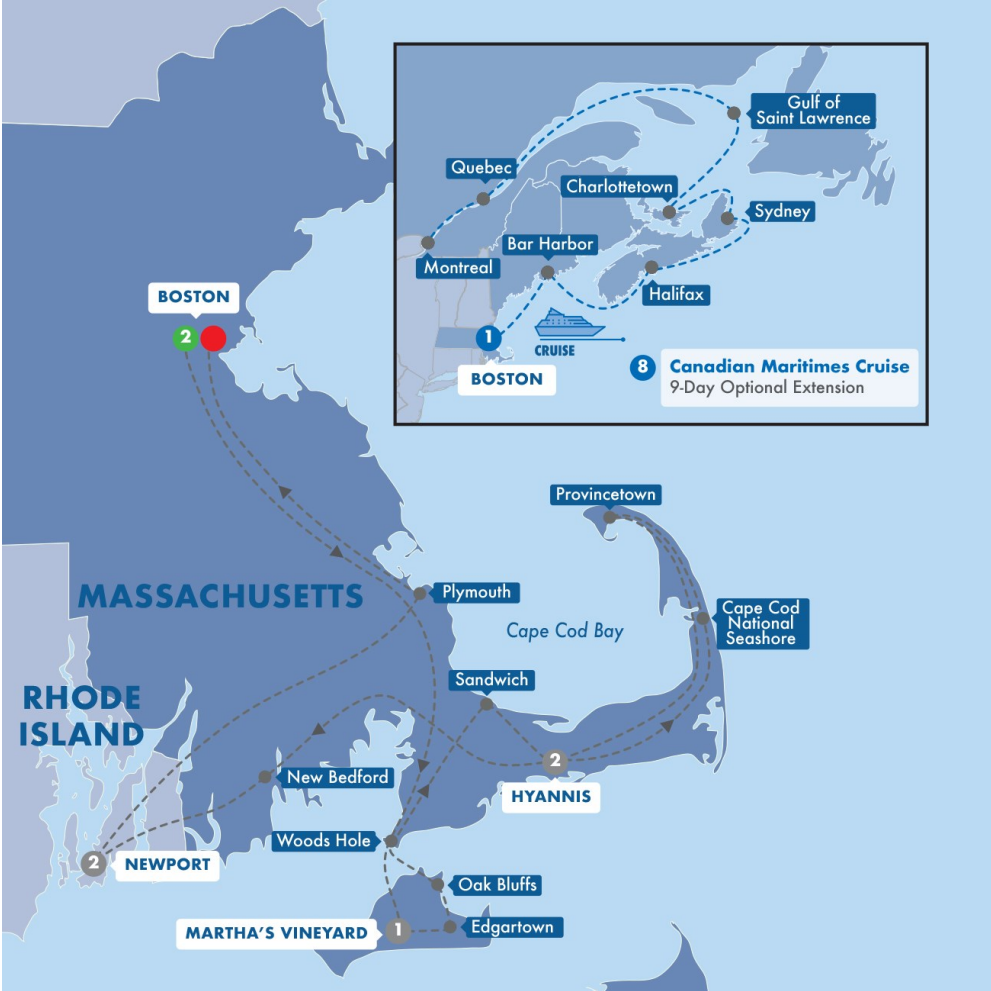 Gulf of
Saint Lawrence
Quebec
Charlottetown
Sydney
Bar Harbor
Montreal
Halifax
1
CRUISE
BOSTON
8 Canadian Maritimes Cruise
9-Day Optional Extension
BOSTON
2
Provincetown
MASSACHUSETTS
Plymouth
Cape Cod
National
Seashore
Cape Cod Bay
Sandwich
RHODE
ISLAND
2
HYANNIS
New Bedford
Woods Hole
2 NEWPORT
Oak Bluffs
MARTHA'S VINEYARD 1
Edgartown